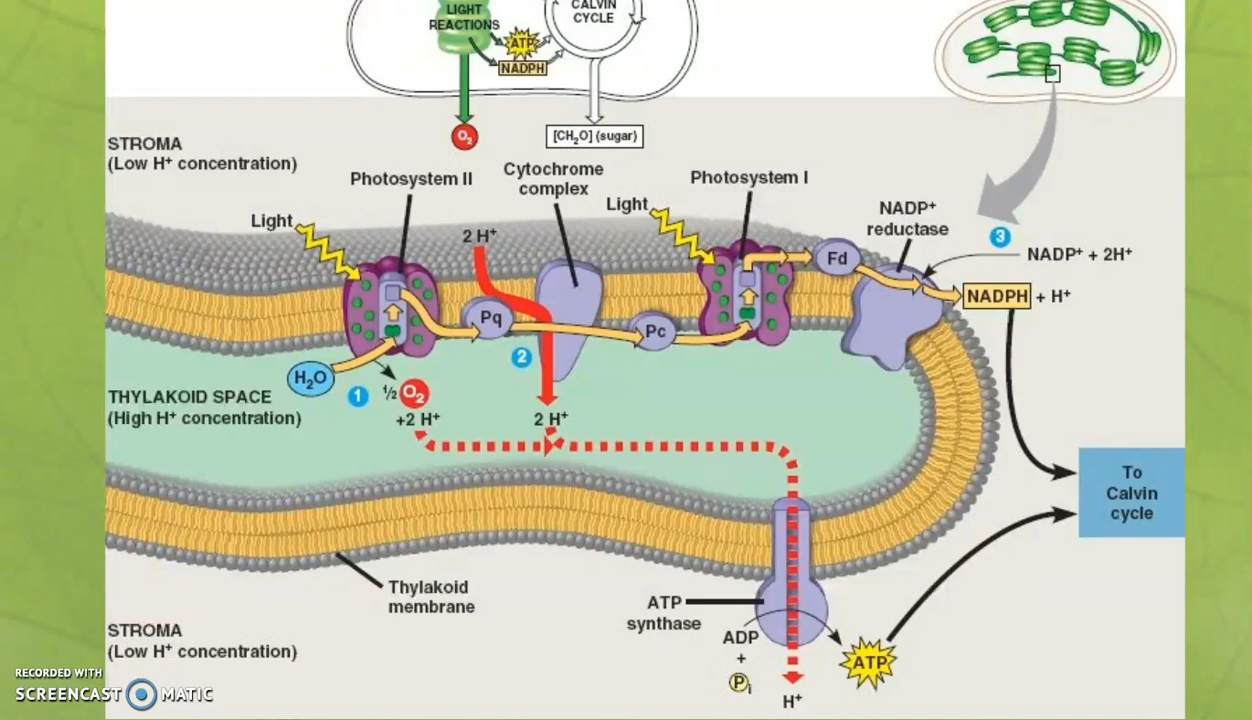 LIGHT
REACTIONS
CALVIN
CYCLE
ATP
NADPH
O₂
[CH₂O] (sugar)
STROMA
(Low H⁺ concentration)
Photosystem II
Cytochrome
complex
Photosystem I
Light
2 H⁺
Light
NADP⁺
reductase
3
NADP⁺ + 2H⁺
Fd
NADPH + H⁺
Pq
Pc
2
H₂O
1
½ O₂
+2 H⁺
2 H⁺
THYLAKOID SPACE
(High H⁺ concentration)
To
Calvin
cycle
Thylakoid
membrane
ATP
synthase
ADP
+
Pᵢ
ATP
H⁺
STROMA
(Low H⁺ concentration)
RECORDED WITH
SCREENCAST MATIC